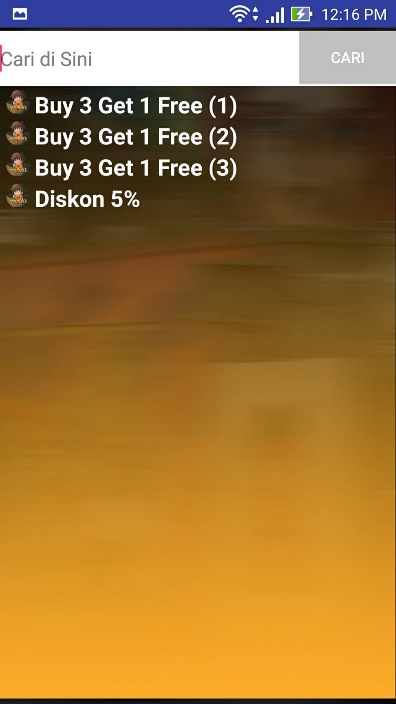 12:16 PM
Cari di Sini
CARI
Buy 3 Get 1 Free (1)
Buy 3 Get 1 Free (2)
Buy 3 Get 1 Free (3)
Diskon 5%